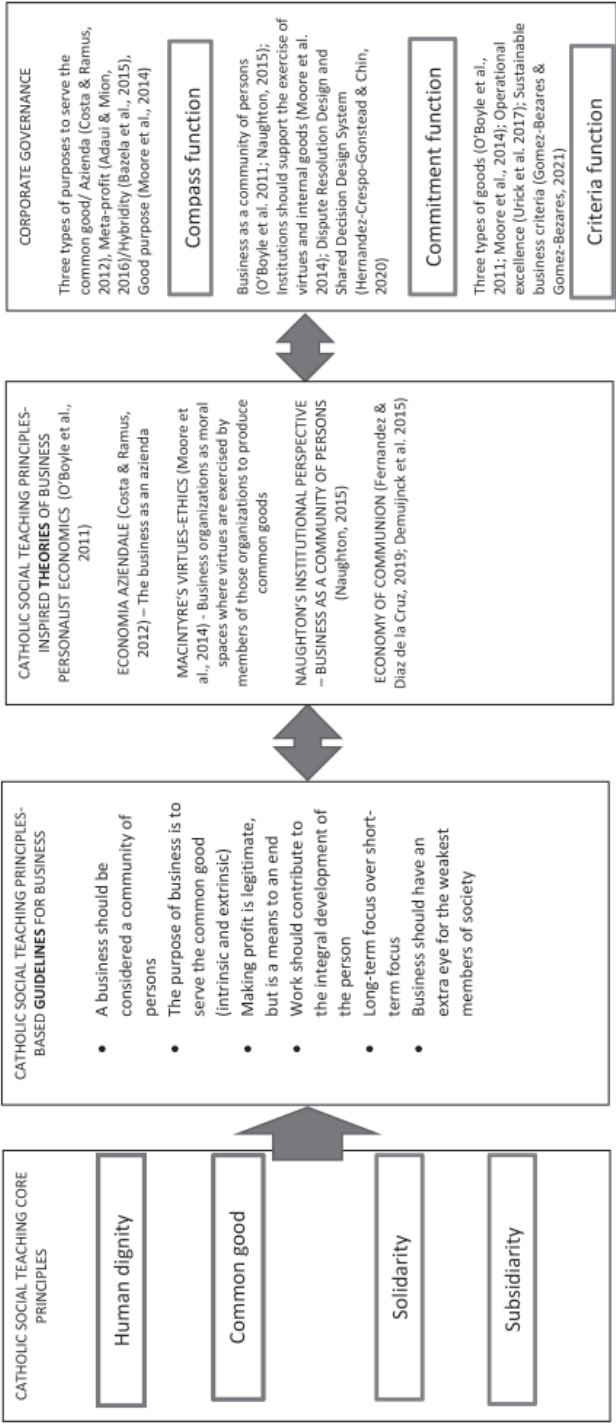 CATHOLIC SOCIAL TEACHING CORE
PRINCIPLES
Human dignity
Common good
Solidarity
Subsidiarity
CATHOLIC SOCIAL TEACHING PRINCIPLES-
BASED GUIDELINES FOR BUSINESS
• A business should be
considered a community of
persons
• The purpose of business is to
serve the common good
(intrinsic and extrinsic)
• Making profit is legitimate,
but is a means to an end
• Work should contribute to
the integral development of
the person
• Long-term focus over short-
term focus
• Business should have an
extra eye for the weakest
members of society
CATHOLIC SOCIAL TEACHING PRINCIPLES-
INSPIRED THEORIES OF BUSINESS
PERSONALIST ECONOMICS (O'Boyle et al.,
2011)
ECONOMIA AZIENDALE (Costa & Ramus,
2012) – The business as an azienda
MACINTYRE'S VIRTUES-ETHICS (Moore et
al., 2014) - Business organizations as moral
spaces where virtues are exercised by
members of those organizations to produce
common goods
NAUGHTON'S INSTITUTIONAL PERSPECTIVE
– BUSINESS AS A COMMUNITY OF PERSONS
(Naughton, 2015)
ECONOMY OF COMMUNION (Fernandez &
Diaz de la Cruz, 2019; Demuijnck et al. 2015)
CORPORATE GOVERNANCE
Three types of purposes to serve the
common good/ Azienda (Costa & Ramus,
2012), Meta-profit (Adaui & Mion,
2016)/Hybridity (Bazela et al., 2015),
Good purpose (Moore et al., 2014)
Compass function
Business as a community of persons
(O'Boyle et al. 2011; Naughton, 2015);
Institutions should support the exercise of
virtues and internal goods (Moore et al.
2014); Dispute Resolution Design and
Shared Decision Design System
(Hernandez-Crespo-Gonstead & Chin,
2020)
Commitment function
Three types of goods (O'Boyle et al.,
2011; Moore et al., 2014); Operational
excellence (Urick et al. 2017); Sustainable
business criteria (Gomez-Bezares &
Gomez-Bezares, 2021)
Criteria function